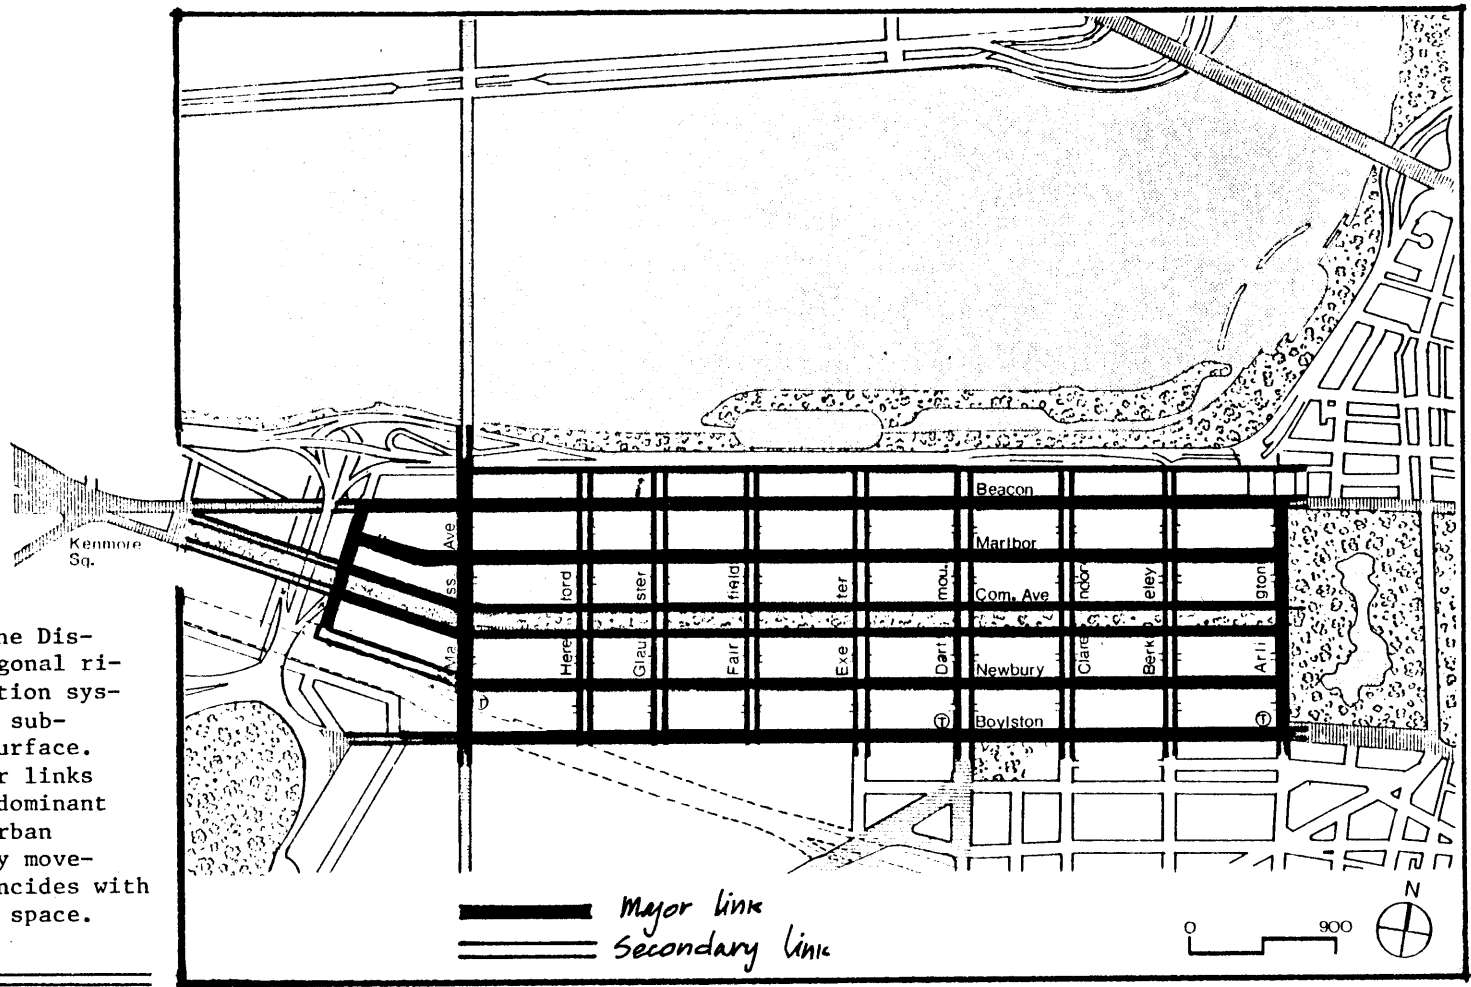 Kenmore
Sq.
ne Dis-
gonal ri-
tion sys-
sub-
urface.
r links
dominant
rban
y move-
ncides with
space.
Beacon
Marlbor
Com. Ave
Newbury
Boylston
Ma ss Ave
Here ford
Glau ster
Fair field
Exe ter
Dart mou.
Clare ndon
Berk eley
Arli gton
T
T
Major link
Secondary link
0 900
N